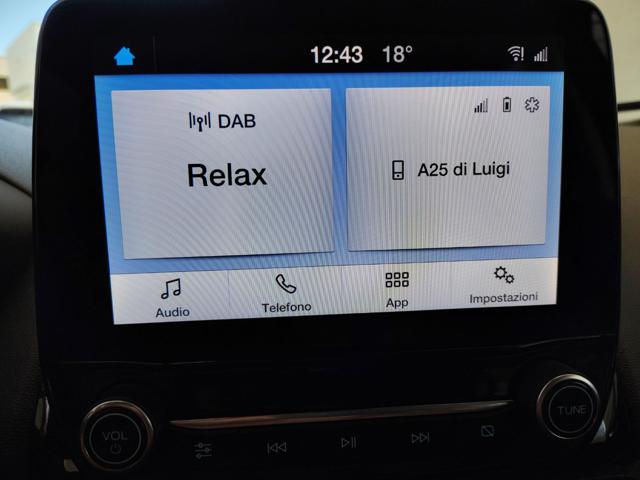 12:43 18°
DAB
Relax
A25 di Luigi
Audio
Telefono
App
Impostazioni
VOL
TUNE